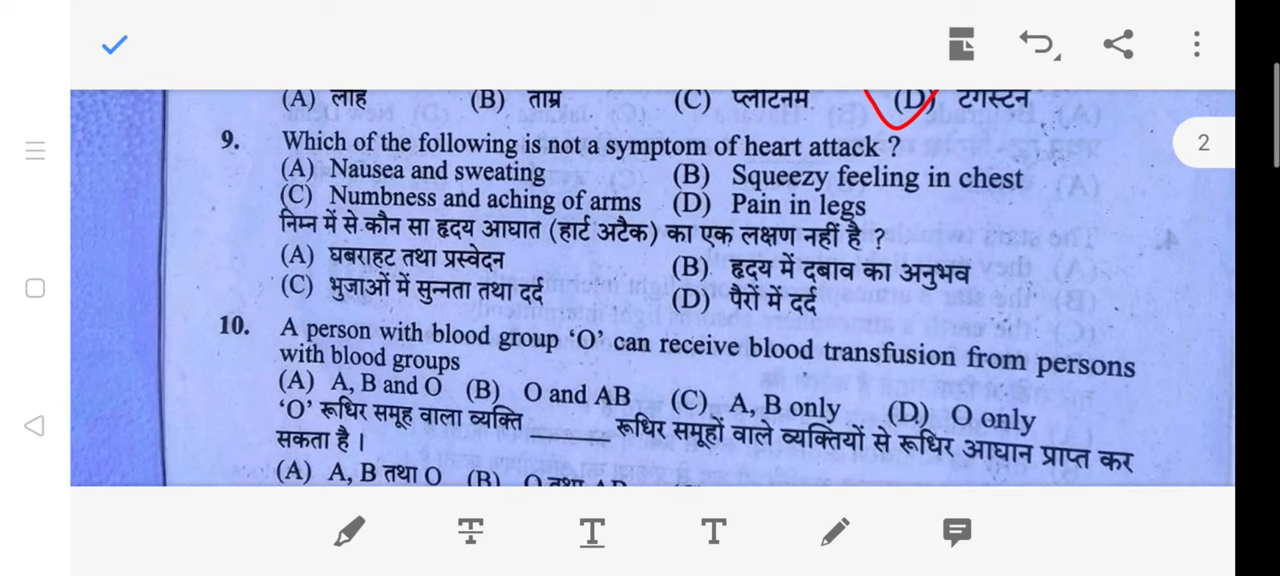 (A) लोह (B) ताम्र (C) प्लेटिनम (D) टंगस्टन
9. Which of the following is not a symptom of heart attack ?
2
(A) Nausea and sweating (B) Squeezy feeling in chest
(C) Numbness and aching of arms (D) Pain in legs
निम्न में से कौन सा हृदय आघात (हार्ट अटैक) का एक लक्षण नहीं है ?
(A) घबराहट तथा प्रस्वेदन (B) हृदय में दबाव का अनुभव
(C) भुजाओं में सुन्नता तथा दर्द (D) पैरों में दर्द
10. A person with blood group ‘O’ can receive blood transfusion from persons
with blood groups
(A) A, B and O (B) O and AB (C) A, B only (D) O only
‘O’ रूधिर समूह वाला व्यक्ति ________ रूधिर समूहों वाले व्यक्तियों से रूधिर आधान प्राप्त कर
सकता है ।
(A) A, B तथा O (B) O तथा AB
T T T